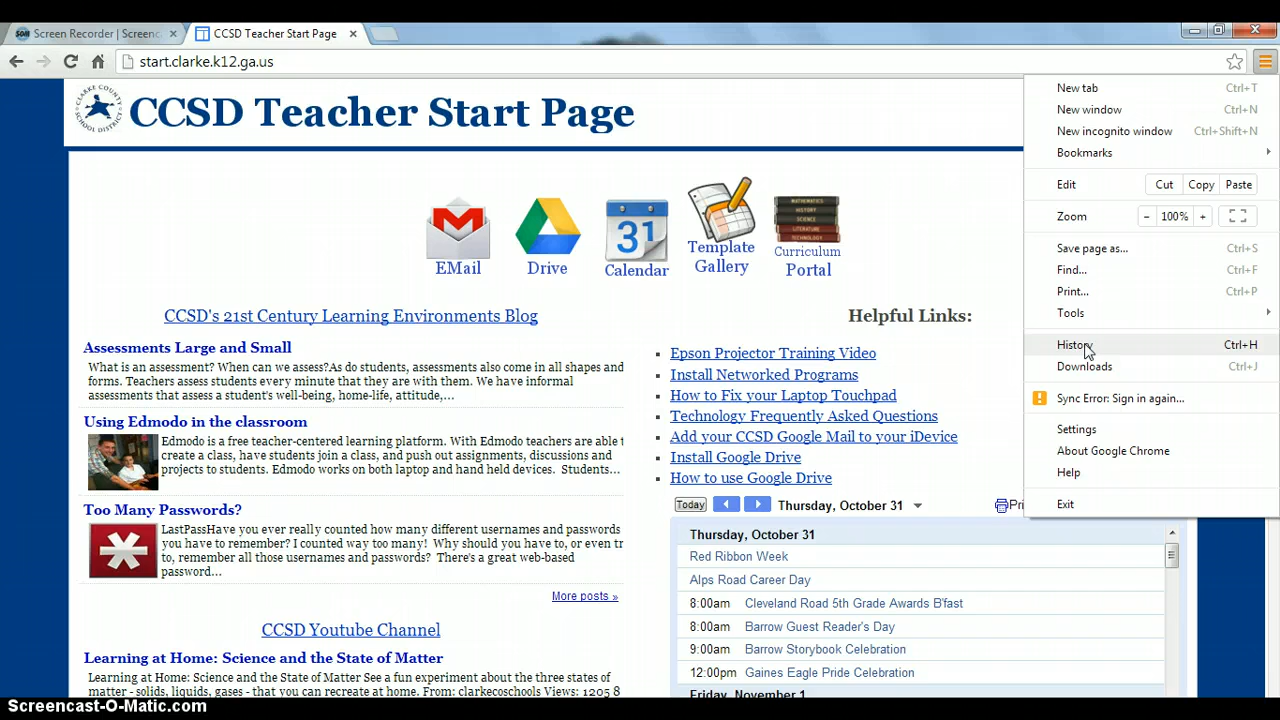 Screen Recorder | Screenc
CCSD Teacher Start Page
start.clarke.k12.ga.us
CLARKE COUNTY SCHOOL DISTRICT
CCSD Teacher Start Page
EMail
Drive
31
Calendar
Template Gallery
MATHEMATICS
HISTORY
SCIENCE
LITERATURE
TECHNOLOGY
Curriculum
Portal
CCSD's 21st Century Learning Environments Blog
Assessments Large and Small
What is an assessment? When can we assess?As do students, assessments also come in all shapes and
forms. Teachers assess students every minute that they are with them. We have informal
assessments that assess a student's well-being, home-life, attitude,...
Using Edmodo in the classroom
Edmodo is a free teacher-centered learning platform. With Edmodo teachers are able t
create a class, have students join a class, and push out assignments, discussions and
projects to students. Edmodo works on both laptop and hand held devices. Students...
Too Many Passwords?
LastPassHave you ever really counted how many different usernames and passwords
you have to remember? I counted way too many! Why should you have to, or even tr
to, remember all those usernames and passwords? There's a great web-based
password...
More posts »
CCSD Youtube Channel
Learning at Home: Science and the State of Matter
Learning at Home: Science and the State of Matter See a fun experiment about the three states of
matter - solids, liquids, gases - that you can recreate at home. From: clarkecoschools Views: 1205 8
Helpful Links:
Epson Projector Training Video
Install Networked Programs
How to Fix your Laptop Touchpad
Technology Frequently Asked Questions
Add your CCSD Google Mail to your iDevice
Install Google Drive
How to use Google Drive
Today Thursday, October 31 Pri
Thursday, October 31
Red Ribbon Week
Alps Road Career Day
8:00am Cleveland Road 5th Grade Awards B'fast
8:00am Barrow Guest Reader's Day
9:00am Barrow Storybook Celebration
12:00pm Gaines Eagle Pride Celebration
Friday, November 1
New tab Ctrl+T
New window Ctrl+N
New incognito window Ctrl+Shift+N
Bookmarks
Edit Cut Copy Paste
Zoom − 100% +
Save page as... Ctrl+S
Find... Ctrl+F
Print... Ctrl+P
Tools
History Ctrl+H
Downloads Ctrl+J
Sync Error: Sign in again...
Settings
About Google Chrome
Help
Exit
Screencast-O-Matic.com